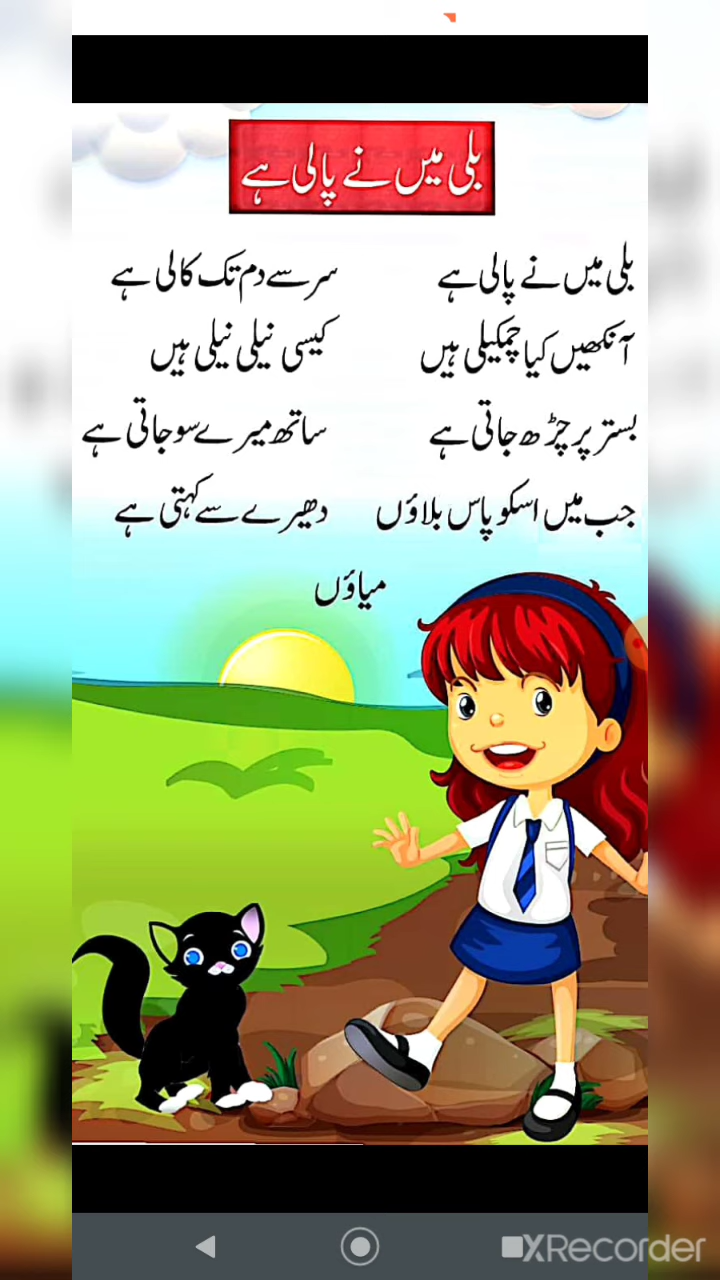 بلی میں نے پالی ہے
بلی میں نے پالی ہے سر سے دم تک کالی ہے
آنکھیں کیا چمکیلی ہیں کیسی نیلی نیلی ہیں
بستر پر چڑھ جاتی ہے ساتھ میرے سو جاتی ہے
جب میں اسکو پاس بلاؤں دھیرے سے کہتی ہے
میاؤں
XRecorder